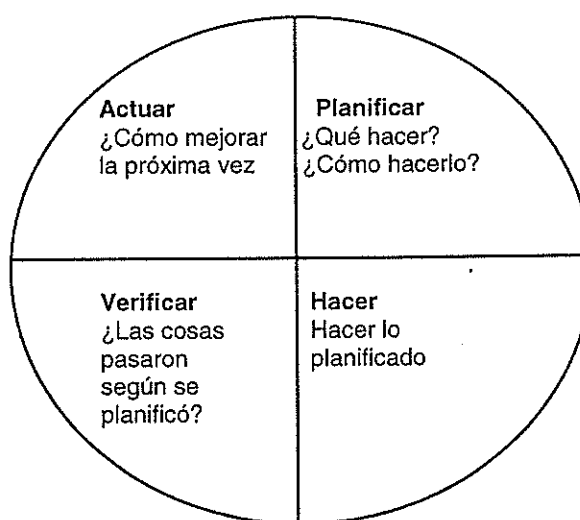 Actuar
¿Cómo mejorar
la próxima vez
Planificar
¿Qué hacer?
¿Cómo hacerlo?
Verificar
¿Las cosas
pasaron
según se
planificó?
Hacer
Hacer lo
planificado